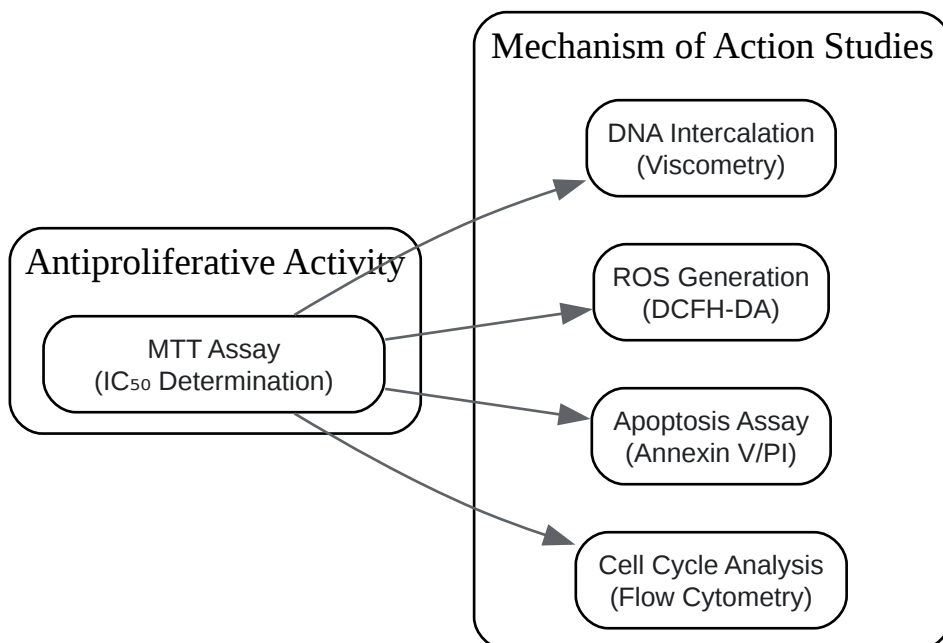 Antiproliferative Activity
MTT Assay
(IC₅₀ Determination)
Mechanism of Action Studies
DNA Intercalation
(Viscometry)
ROS Generation
(DCFH-DA)
Apoptosis Assay
(Annexin V/PI)
Cell Cycle Analysis
(Flow Cytometry)